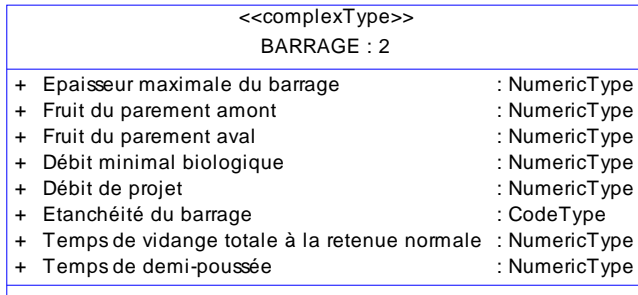 <<complexType>>
BARRAGE : 2
+ Epaisseur maximale du barrage : NumericType
+ Fruit du parement amont : NumericType
+ Fruit du parement aval : NumericType
+ Débit minimal biologique : NumericType
+ Débit de projet : NumericType
+ Etanchéité du barrage : CodeType
+ Temps de vidange totale à la retenue normale : NumericType
+ Temps de demi-poussée : NumericType